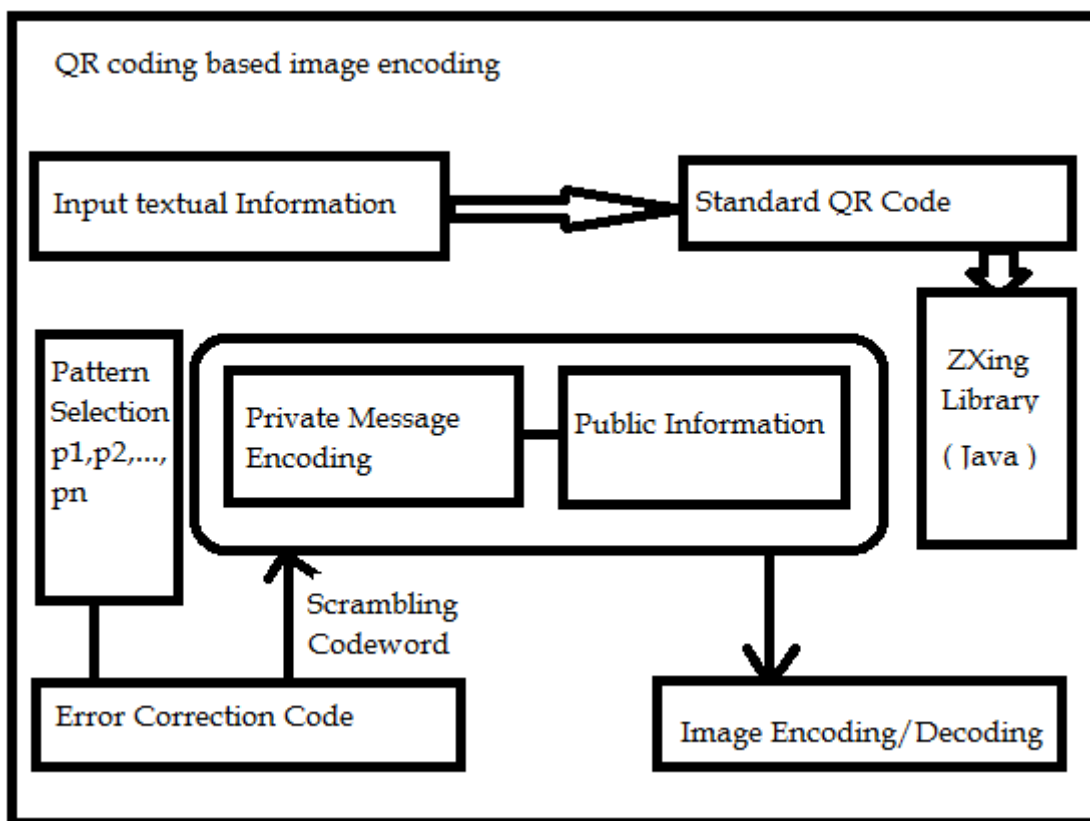 QR coding based image encoding
Input textual Information
Standard QR Code
ZXing
Library
( Java )
Pattern
Selection
p1,p2,...,
pn
Private Message
Encoding
Public Information
Scrambling
Codeword
Error Correction Code
Image Encoding/Decoding